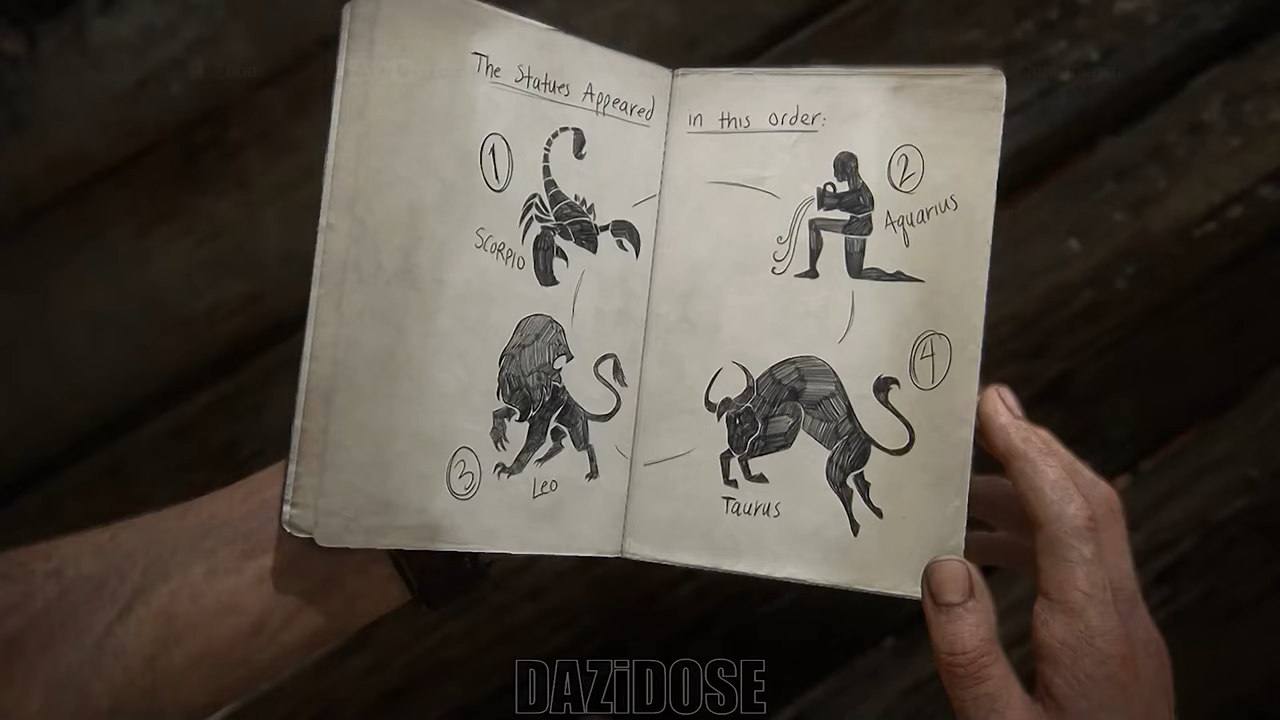 The Statues Appeared in this order:
1
SCORPIO
2
Aquarius
3
Leo
4
Taurus
DAZiDOSE